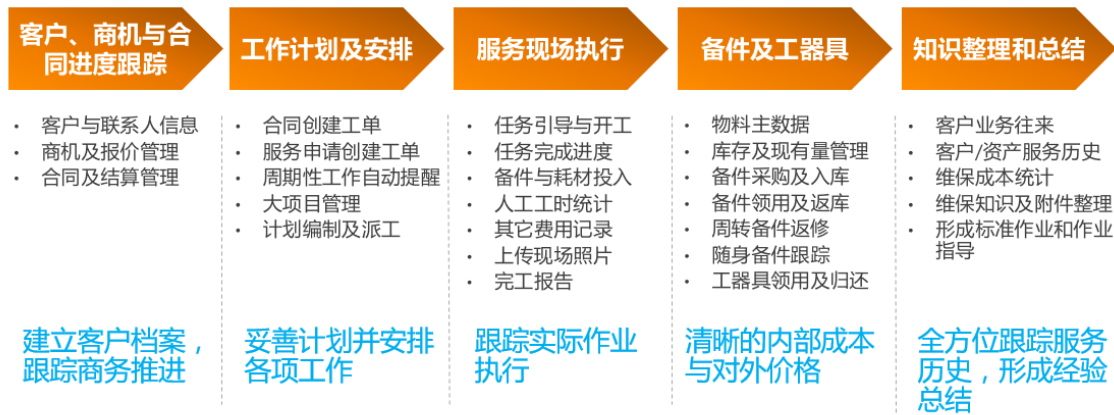 客户、商机与合
同进度跟踪
工作计划及安排
服务现场执行
备件及工器具
知识整理和总结
• 客户与联系人信息
• 商机及报价管理
• 合同及结算管理
• 合同创建工单
• 服务申请创建工单
• 周期性工作自动提醒
• 大项目管理
• 计划编制及派工
• 任务引导与开工
• 任务完成进度
• 备件与耗材投入
• 人工工时统计
• 其它费用记录
• 上传现场照片
• 完工报告
• 物料主数据
• 库存及现有量管理
• 备件采购及入库
• 备件领用及返库
• 周转备件返修
• 随身备件跟踪
• 工器具领用及归还
• 客户业务往来
• 客户/资产服务历史
• 维保成本统计
• 维保知识及附件整理
• 形成标准作业和作业
指导
建立客户档案，
跟踪商务推进
妥善计划并安排
各项工作
跟踪实际作业
执行
清晰的内部成本
与对外价格
全方位跟踪服务
历史，形成经验
总结